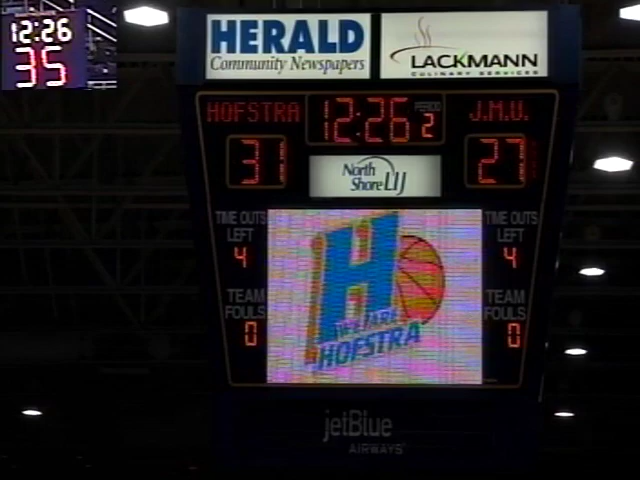 12:26
35
HERALD
Community Newspapers
LACKMANN
CULINARY SERVICES
HOFSTRA 12:26 PERIOD 2 J.M.U.
31 27
North
Shore LIJ
TIME OUTS
LEFT
4
TIME OUTS
LEFT
4
TEAM
FOULS
0
TEAM
FOULS
0
H
WE ARE
HOFSTRA
jetBlue
AIRWAYS